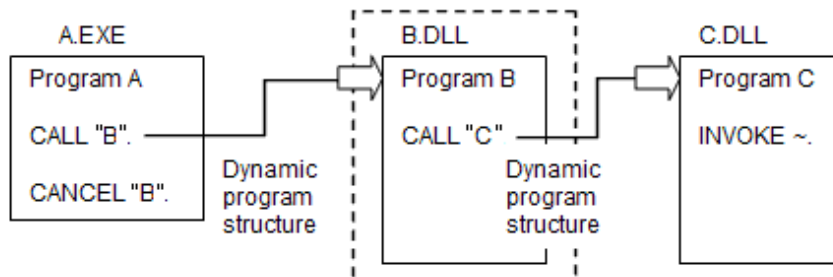 A.EXE
Program A
CALL "B".
CANCEL "B".
Dynamic
program
structure
B.DLL
Program B
CALL "C".
Dynamic
program
structure
C.DLL
Program C
INVOKE ~.